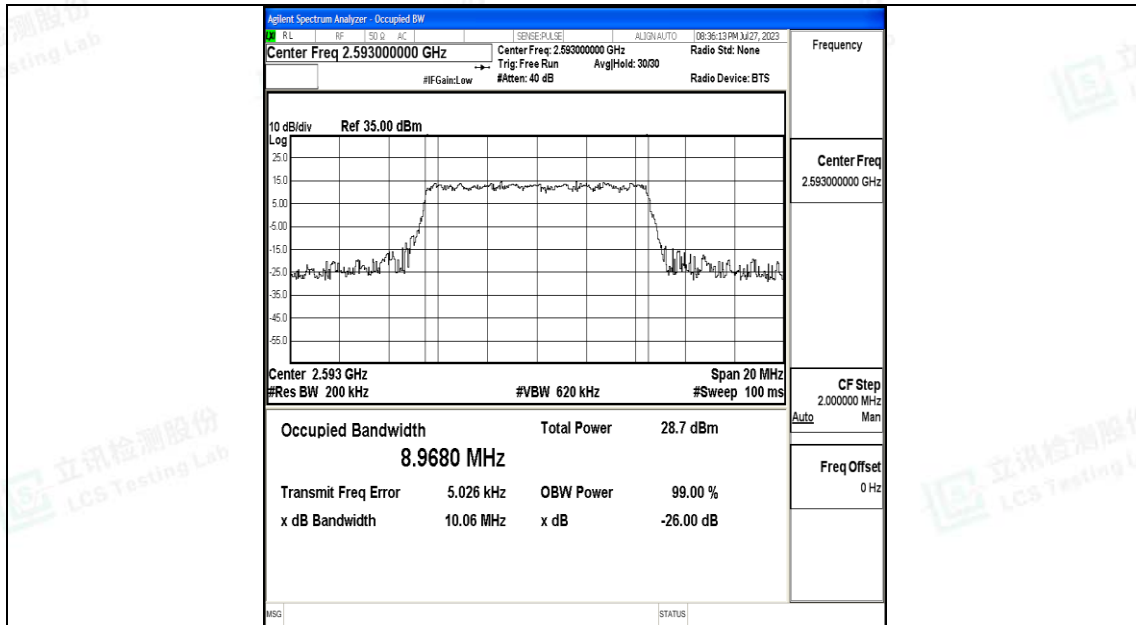 Agilent Spectrum Analyzer - Occupied BW
LXI RL RF 50 Ω AC SENSE:PULSE ALIGN AUTO 08:36:13 PM Jul 27, 2023
Center Freq 2.593000000 GHz
Center Freq: 2.593000000 GHz
Radio Std: None
Trig: Free Run Avg|Hold: 30/30
#IFGain:Low
#Atten: 40 dB
Radio Device: BTS
10 dB/div Ref 35.00 dBm
Log
25.0
15.0
5.00
-5.00
-15.0
-25.0
-35.0
-45.0
-55.0
Center 2.593 GHz Span 20 MHz
#Res BW 200 kHz #VBW 620 kHz #Sweep 100 ms
Occupied Bandwidth Total Power 28.7 dBm
8.9680 MHz
Transmit Freq Error 5.026 kHz OBW Power 99.00 %
x dB Bandwidth 10.06 MHz x dB -26.00 dB
MSG STATUS
Frequency
Center Freq
2.593000000 GHz
CF Step
2.000000 MHz
Auto Man
Freq Offset
0 Hz
立讯检测股份
LCS Testing Lab
立讯检测股份
LCS Testing L